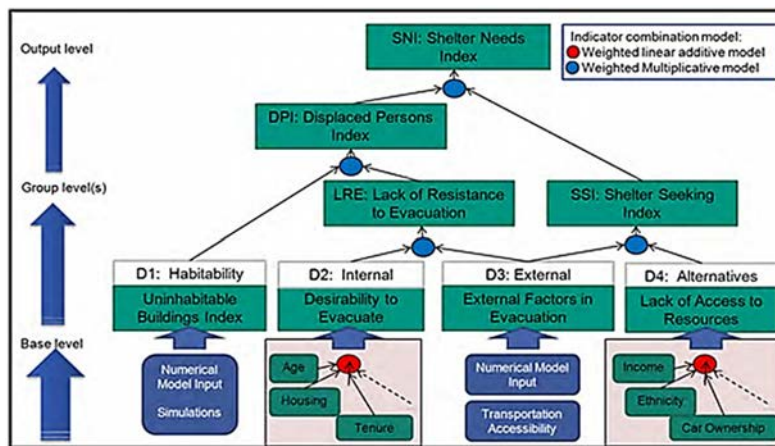 Output level
SNI: Shelter Needs
Index
Indicator combination model:
Weighted linear additive model
Weighted Multiplicative model
DPI: Displaced Persons
Index
Group level(s)
LRE: Lack of Resistance
to Evacuation
SSI: Shelter Seeking
Index
D1: Habitability
D2: Internal
D3: External
D4: Alternatives
Uninhabitable
Buildings Index
Desirability to
Evacuate
External Factors in
Evacuation
Lack of Access to
Resources
Base level
Numerical
Model Input
Simulations
Age
Housing
Tenure
Numerical Model
Input
Transportation
Accessibility
Income
Ethnicity
Car Ownership